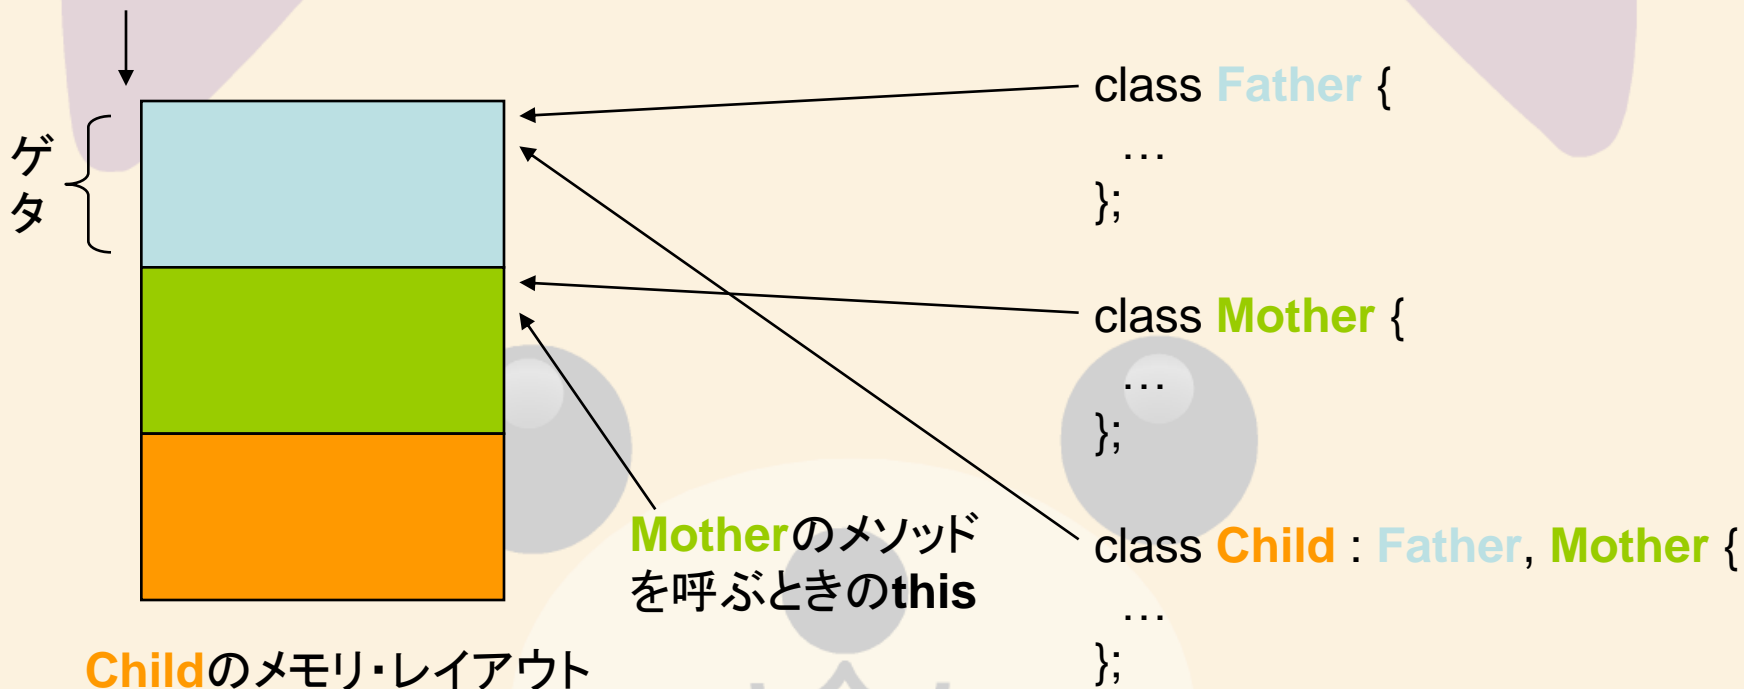 ゲ
タ
class Father {
…
};
class Mother {
…
};
Motherのメソッド
を呼ぶときのthis
class Child : Father, Mother {
…
};
Childのメモリ・レイアウト